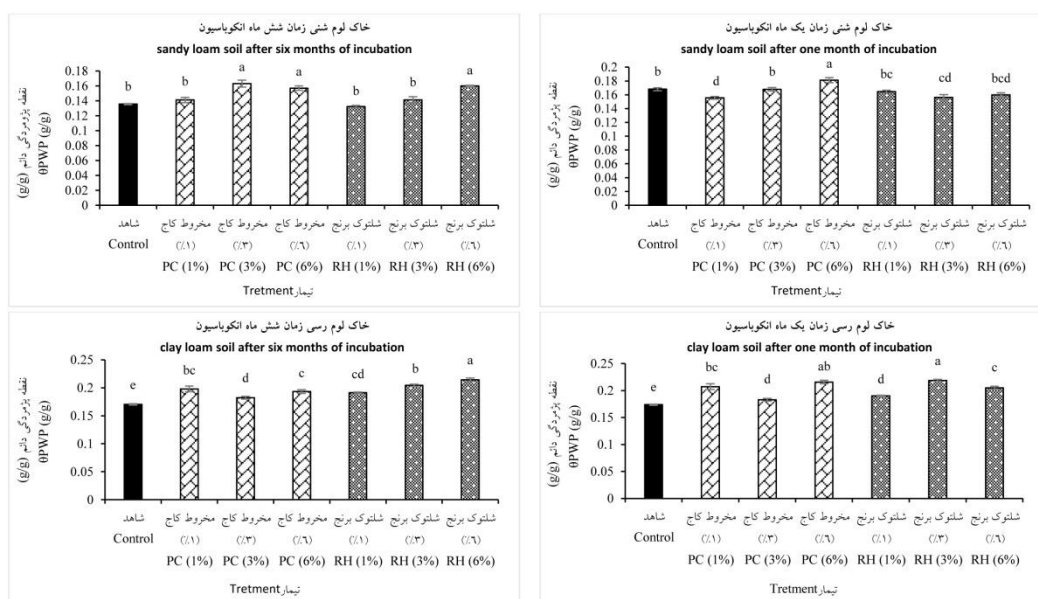 خاک لوم شنی زمان شش ماه انکوباسیون
sandy loam soil after six months of incubation
نقطه پژمردگی دائم (g/g)
θPWP (g/g)
0.18
0.16
0.14
0.12
0.1
0.08
0.06
0.04
0.02
0
b b a a b b a
شاهد مخروط کاج مخروط کاج مخروط کاج شلتوک برنج شلتوک برنج شلتوک برنج
(٪۱) (٪۳) (٪٦) (٪۱) (٪۳) (٪٦)
Control PC (1%) PC (3%) PC (6%) RH (1%) RH (3%) RH (6%)
تیمار Tretment
خاک لوم شنی زمان یک ماه انکوباسیون
sandy loam soil after one month of incubation
نقطه پژمردگی دائم (g/g)
θPWP (g/g)
0.2
0.18
0.16
0.14
0.12
0.1
0.08
0.06
0.04
0.02
0
b d b a bc cd bcd
شاهد مخروط کاج مخروط کاج مخروط کاج شلتوک برنج شلتوک برنج شلتوک برنج
(٪۱) (٪۳) (٪٦) (٪۱) (٪۳) (٪٦)
Control PC (1%) PC (3%) PC (6%) RH (1%) RH (3%) RH (6%)
تیمار Tretment
خاک لوم رسی زمان شش ماه انکوباسیون
clay loam soil after six months of incubation
نقطه پژمردگی دائم (g/g)
θPWP (g/g)
0.25
0.2
0.15
0.1
0.05
0
e bc d c cd b a
شاهد مخروط کاج مخروط کاج مخروط کاج شلتوک برنج شلتوک برنج شلتوک برنج
(٪۱) (٪۳) (٪٦) (٪۱) (٪۳) (٪٦)
Control PC (1%) PC (3%) PC (6%) RH (1%) RH (3%) RH (6%)
تیمار Tretment
خاک لوم رسی زمان یک ماه انکوباسیون
clay loam soil after one month of incubation
نقطه پژمردگی دائم (g/g)
θPWP (g/g)
0.25
0.2
0.15
0.1
0.05
0
e bc d ab d a c
شاهد مخروط کاج مخروط کاج مخروط کاج شلتوک برنج شلتوک برنج شلتوک برنج
(٪۱) (٪۳) (٪٦) (٪۱) (٪۳) (٪٦)
Control PC (1%) PC (3%) PC (6%) RH (1%) RH (3%) RH (6%)
تیمار Tretment